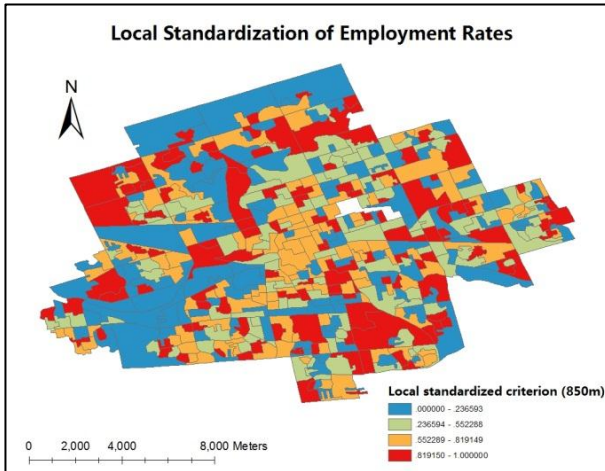 Local Standardization of Employment Rates
N
Local standardized criterion (850m)
.000000 - .236593
.236594 - .552288
.552289 - .819149
.819150 - 1.000000
0 2,000 4,000 8,000 Meters